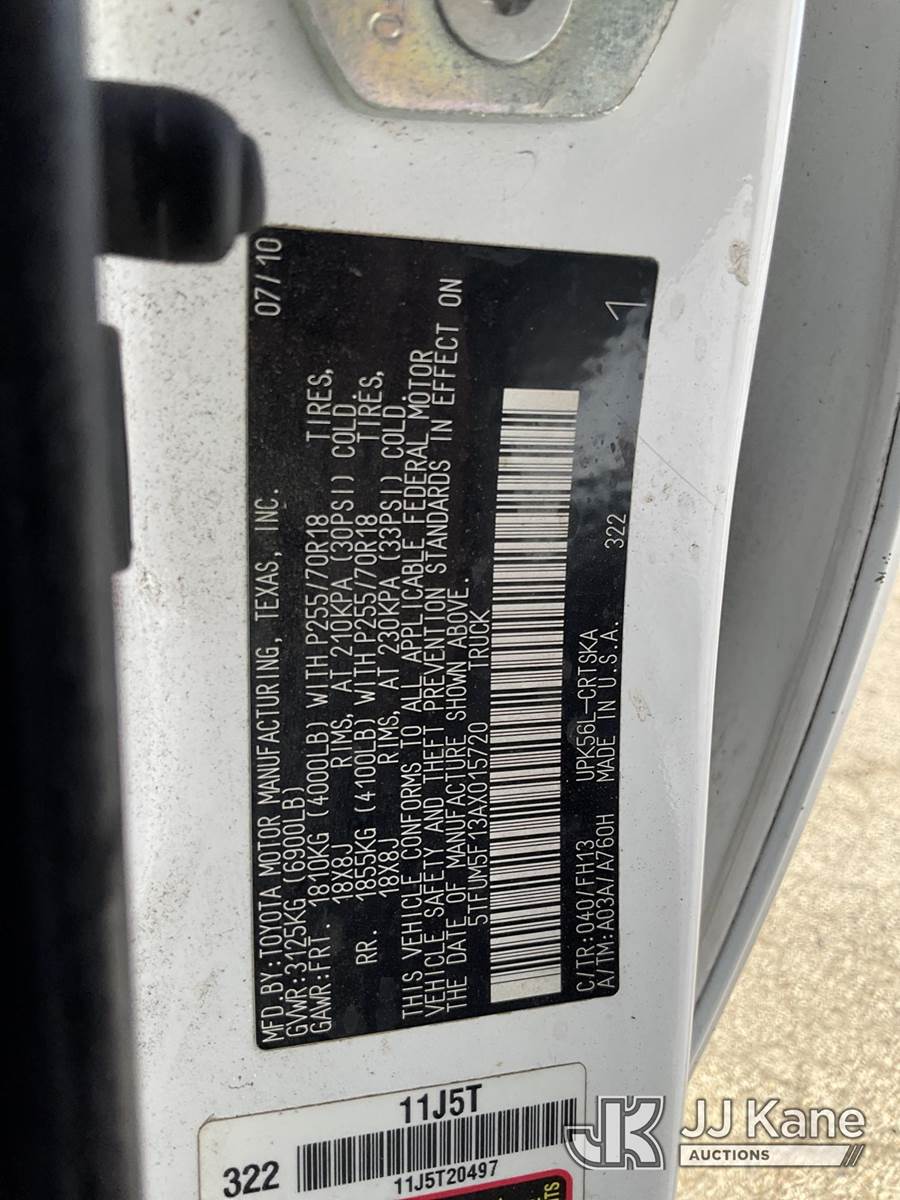 MFD.BY:TOYOTA MOTOR MANUFACTURING, TEXAS, INC. 07/10
GVWR:3125KG (6900LB)
GAWR:FRT. 1810KG (4000LB) WITH P255/70R18 TIRES,
18X8J RIMS, AT 210KPA (30PSI) COLD.
RR. 1855KG (4100LB) WITH P255/70R18 TIRES,
18X8J RIMS, AT 230KPA (33PSI) COLD.
THIS VEHICLE CONFORMS TO ALL APPLICABLE FEDERAL MOTOR
VEHICLE SAFETY AND THEFT PREVENTION STANDARDS IN EFFECT ON
THE DATE OF MANUFACTURE SHOWN ABOVE.
5TFUM5F13AX015720 TRUCK
C/TR:040/FH13 UPK56L-CRTSKA
A/TM:A03A/A760H MADE IN U.S.A. 322 1
11J5T
322
11J5T20497
JK JJ Kane
AUCTIONS